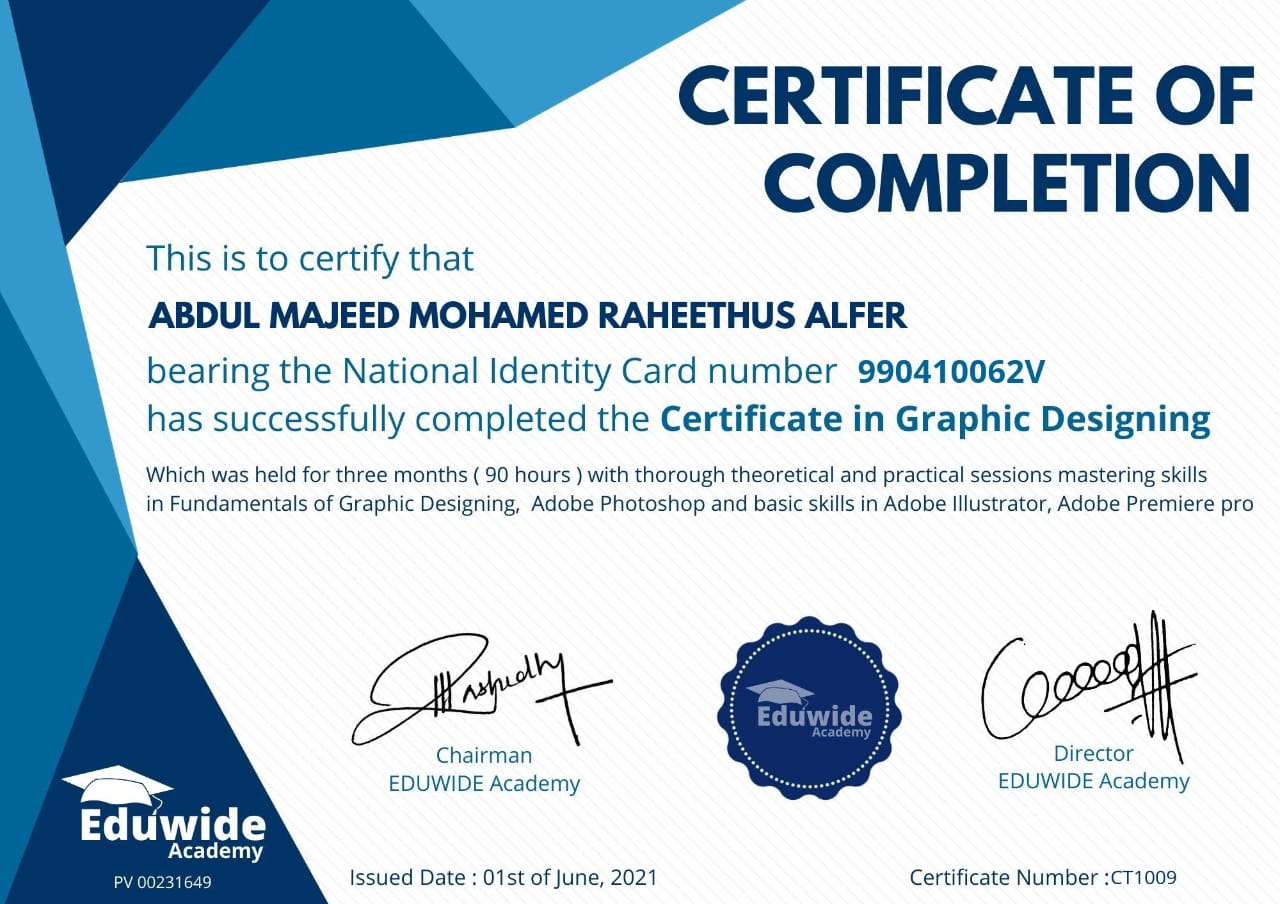 CERTIFICATE OF
COMPLETION
This is to certify that
ABDUL MAJEED MOHAMED RAHEETHUS ALFER
bearing the National Identity Card number 990410062V
has successfully completed the Certificate in Graphic Designing
Which was held for three months ( 90 hours ) with thorough theoretical and practical sessions mastering skills
in Fundamentals of Graphic Designing, Adobe Photoshop and basic skills in Adobe Illustrator, Adobe Premiere pro
Chairman
EDUWIDE Academy
Eduwide
Academy
Director
EDUWIDE Academy
Eduwide
Academy
PV 00231649
Issued Date : 01st of June, 2021
Certificate Number :CT1009